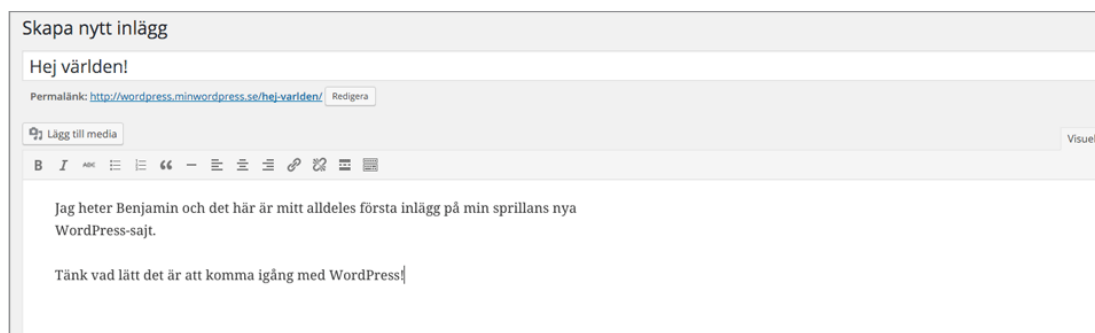 Skapa nytt inlägg
Hej världen!
Permalänk: http://wordpress.minwordpress.se/hej-varlden/ Redigera
Lägg till media
Visuel
B I ABC
Jag heter Benjamin och det här är mitt alldeles första inlägg på min sprillans nya
WordPress-sajt.
Tänk vad lätt det är att komma igång med WordPress!